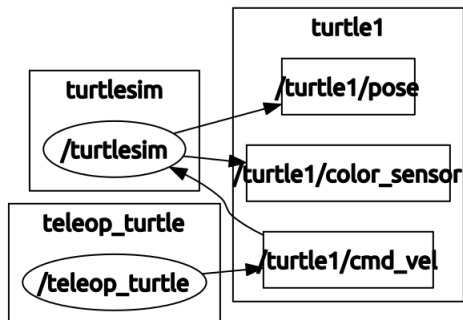 turtle1
turtlesim
/turtle1/pose
/turtlesim
/turtle1/color_sensor
teleop_turtle
/turtle1/cmd_vel
/teleop_turtle